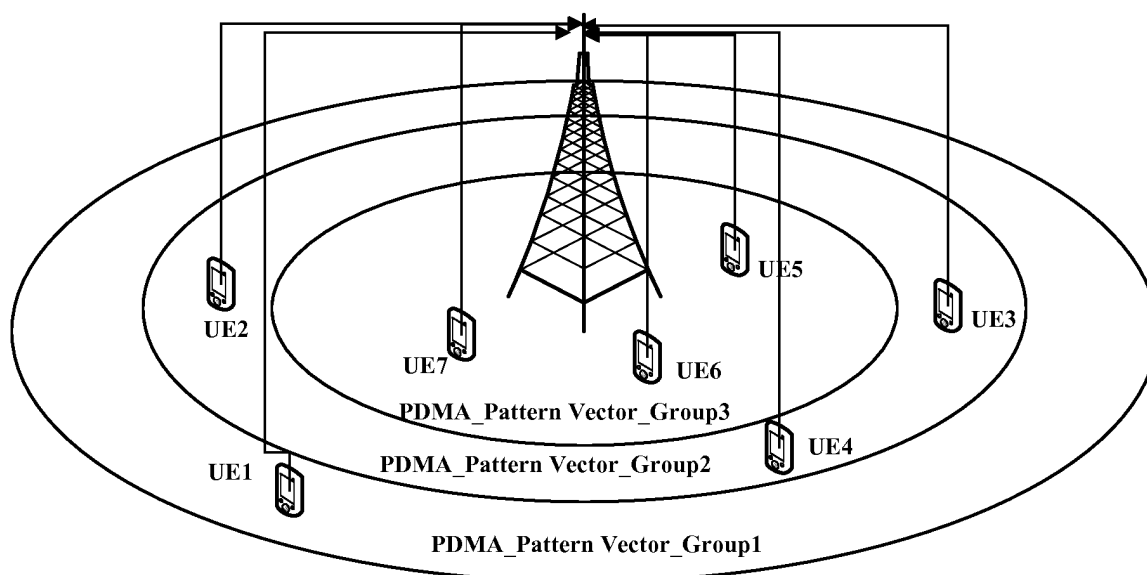 UE5
UE2
UE3
UE7
UE6
PDMA_Pattern Vector_Group3
UE4
PDMA_Pattern Vector_Group2
UE1
PDMA_Pattern Vector_Group1